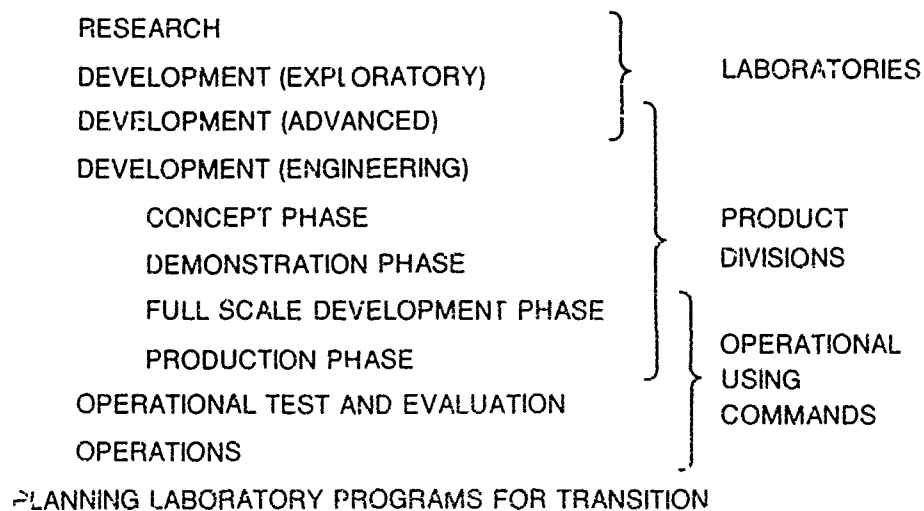 RESEARCH
DEVELOPMENT (EXPLORATORY)
LABORATORIES
DEVELOPMENT (ADVANCED)
DEVELOPMENT (ENGINEERING)
CONCEPT PHASE
PRODUCT
DEMONSTRATION PHASE
DIVISIONS
FULL SCALE DEVELOPMENT PHASE
PRODUCTION PHASE
OPERATIONAL
USING
COMMANDS
OPERATIONAL TEST AND EVALUATION
OPERATIONS
PLANNING LABORATORY PROGRAMS FOR TRANSITION